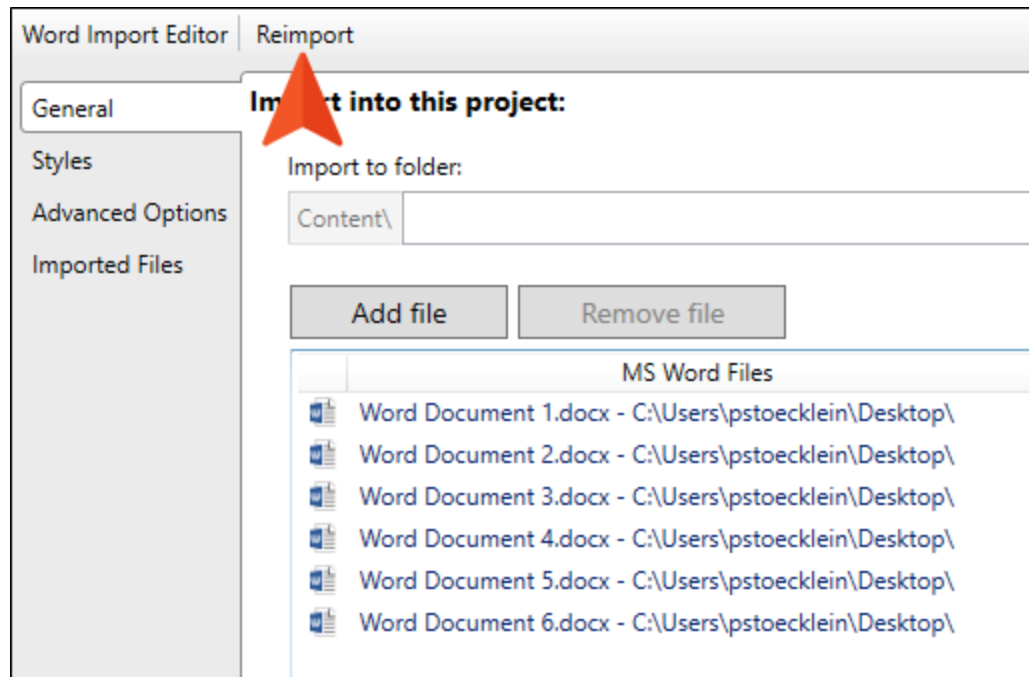 Word Import Editor Reimport
General
Styles
Advanced Options
Imported Files
Im rt into this project:
Import to folder:
Content\
Add file Remove file
MS Word Files
Word Document 1.docx - C:\Users\pstoecklein\Desktop\
Word Document 2.docx - C:\Users\pstoecklein\Desktop\
Word Document 3.docx - C:\Users\pstoecklein\Desktop\
Word Document 4.docx - C:\Users\pstoecklein\Desktop\
Word Document 5.docx - C:\Users\pstoecklein\Desktop\
Word Document 6.docx - C:\Users\pstoecklein\Desktop\